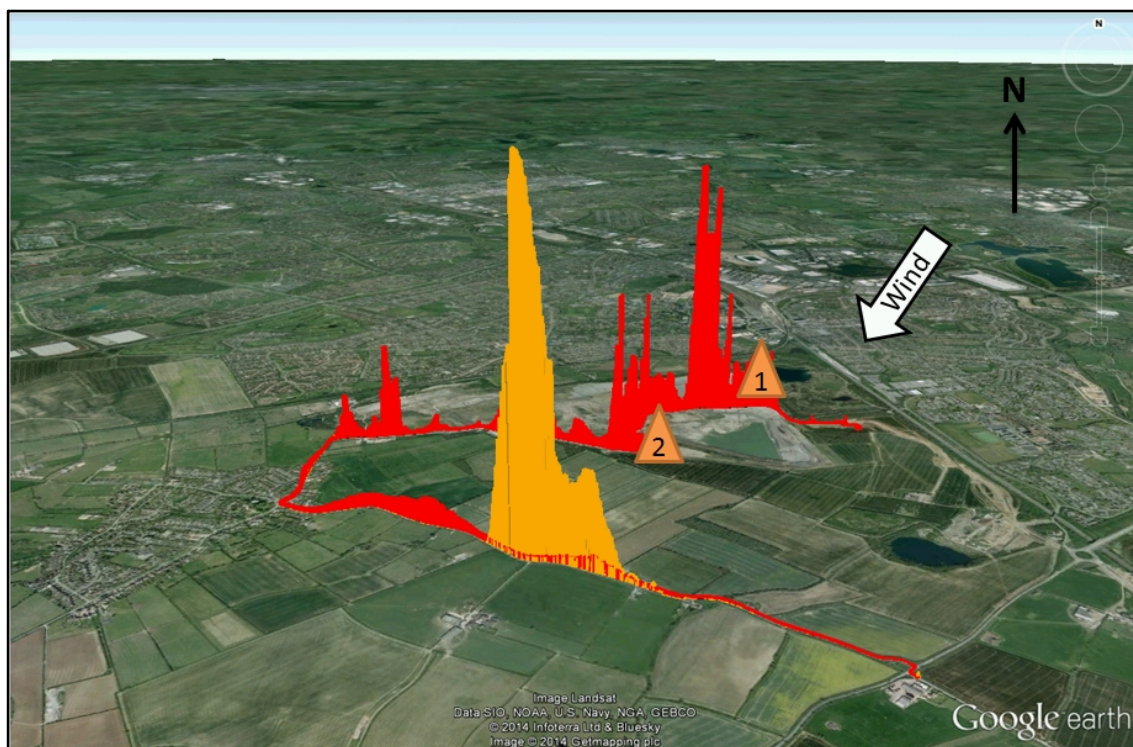 N
N
Wind
1
2
Image Landsat
Data SIO, NOAA, U.S. Navy, NGA, GEBCO
© 2014 Infoterra Ltd & Bluesky
Image © 2014 Getmapping plc
Google earth